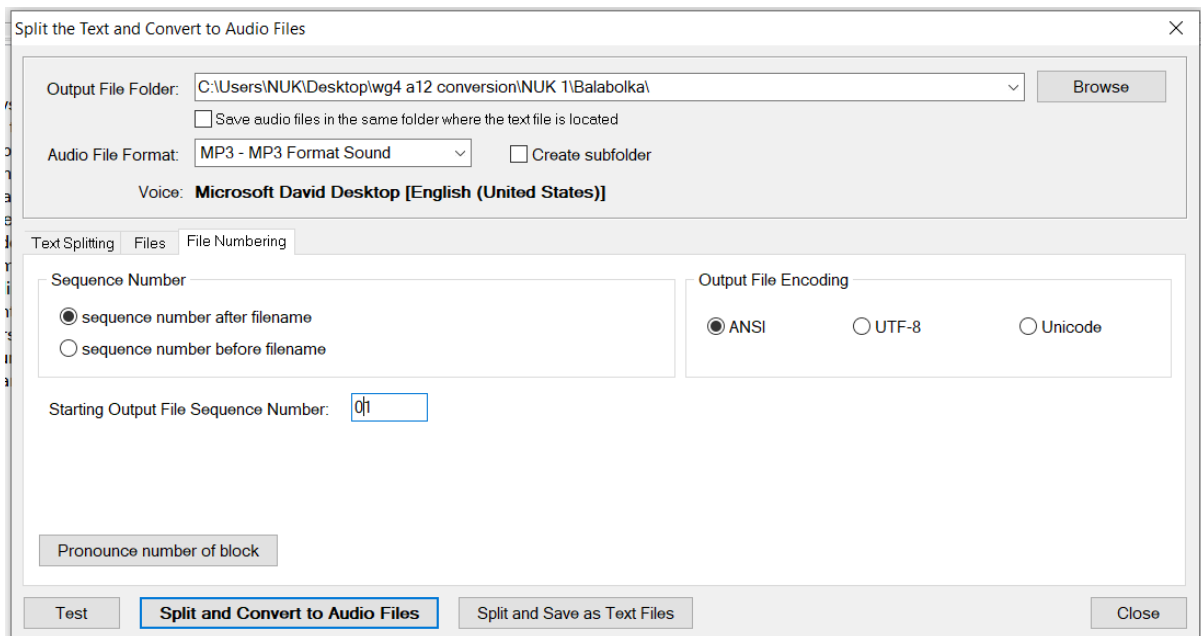 Split the Text and Convert to Audio Files
Output File Folder: C:\Users\NUK\Desktop\wg4 a12 conversion\NUK 1\Balabolka\ Browse
Save audio files in the same folder where the text file is located
Audio File Format: MP3 - MP3 Format Sound Create subfolder
Voice: Microsoft David Desktop [English (United States)]
Text Splitting Files File Numbering
Sequence Number Output File Encoding
sequence number after filename ANSI UTF-8 Unicode
sequence number before filename
Starting Output File Sequence Number: 01
Pronounce number of block
Test Split and Convert to Audio Files Split and Save as Text Files Close